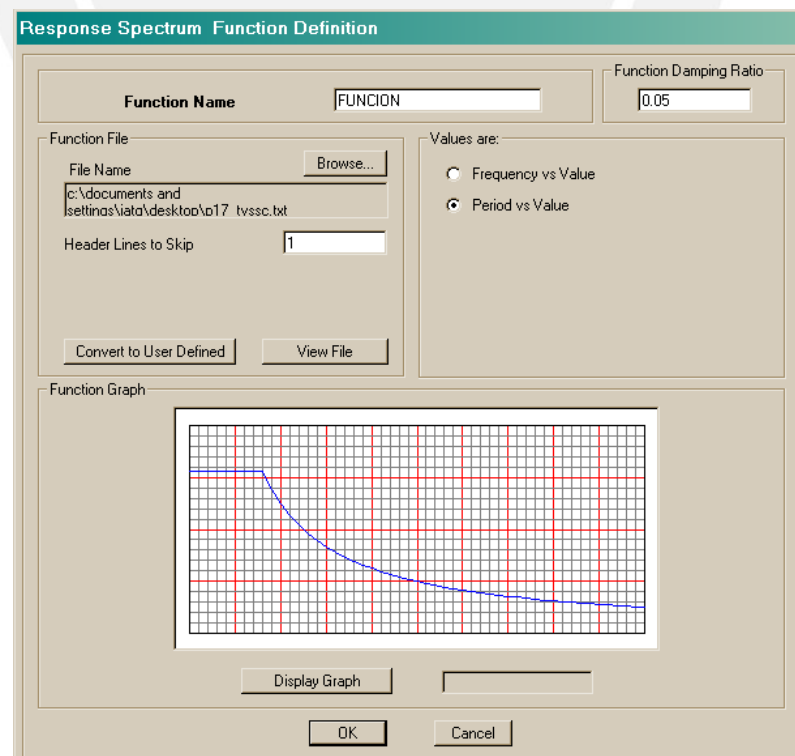 Response Spectrum Function Definition
Function Damping Ratio
Function Name
FUNCION
0.05
Function File
Values are:
File Name
Browse...
c:\documents and
settings\jata\desktop\p17_tvssc.txt
Frequency vs Value
Period vs Value
Header Lines to Skip
1
Convert to User Defined
View File
Function Graph
Display Graph
OK
Cancel